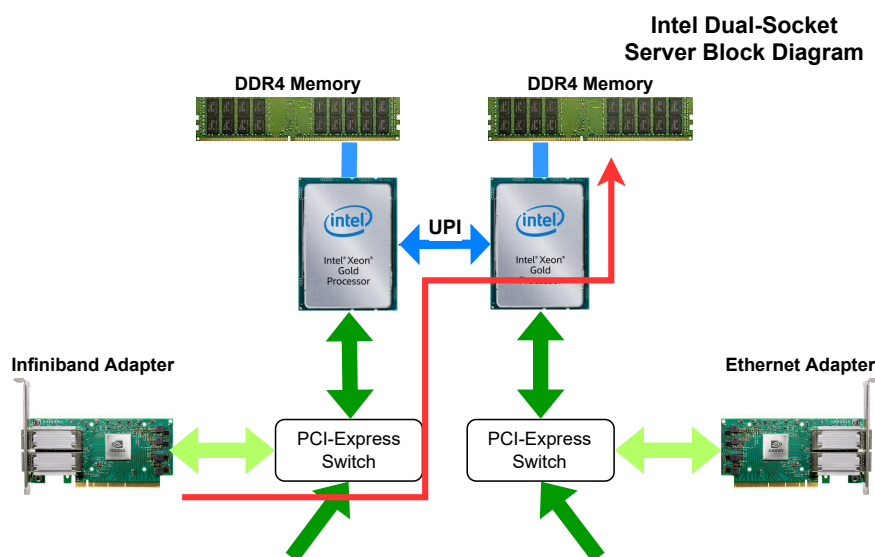 Intel Dual-Socket
Server Block Diagram
DDR4 Memory
DDR4 Memory
intel
Intel® Xeon®
Gold
Processor
UPI
intel
Intel® Xeon®
Gold
Processor
Infiniband Adapter
Ethernet Adapter
PCI-Express
Switch
PCI-Express
Switch